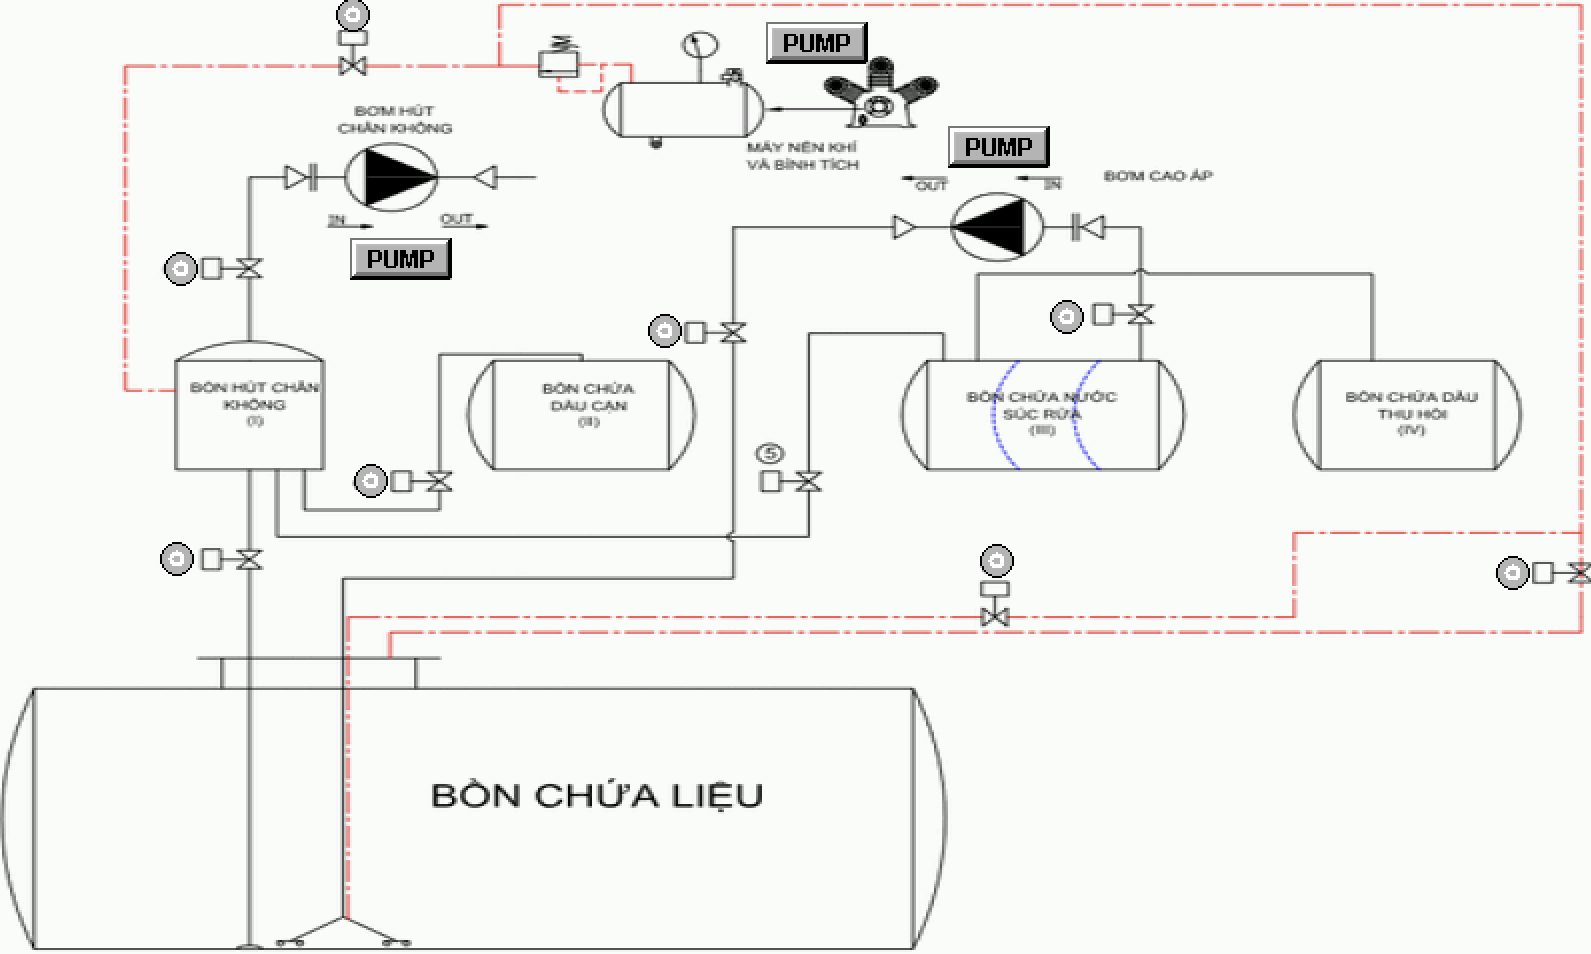 PUMP
BƠM HÚT
CHÂN KHÔNG
MÁY NÉN KHÍ
VÀ BÌNH TÍCH
PUMP
OUT
IN
BƠM CAO ÁP
IN
OUT
PUMP
BỒN HÚT CHÂN
KHÔNG
(I)
BỒN CHỨA
DẦU CẶN
(II)
BỒN CHỨA NƯỚC
SÚC RỬA
(III)
BỒN CHỨA DẦU
THU HỒI
(IV)
5
BỒN CHỨA LIỆU